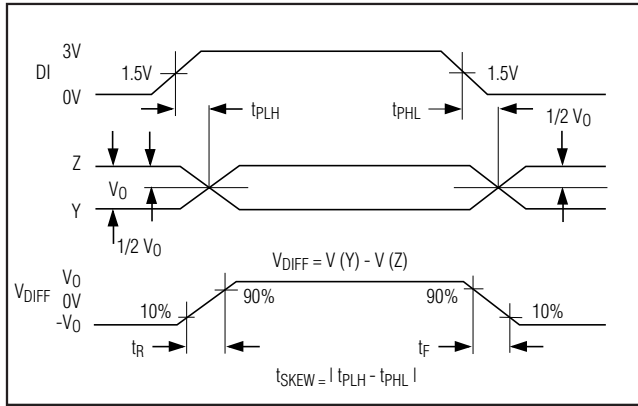 3V
DI
1.5V
1.5V
0V
tPLH
tPHL
1/2 VO
Z
VO
Y
1/2 VO
VDIFF = V (Y) - V (Z)
VO
VDIFF 0V
-VO
10%
90%
90%
10%
tR
tF
tSKEW = | tPLH - tPHL |